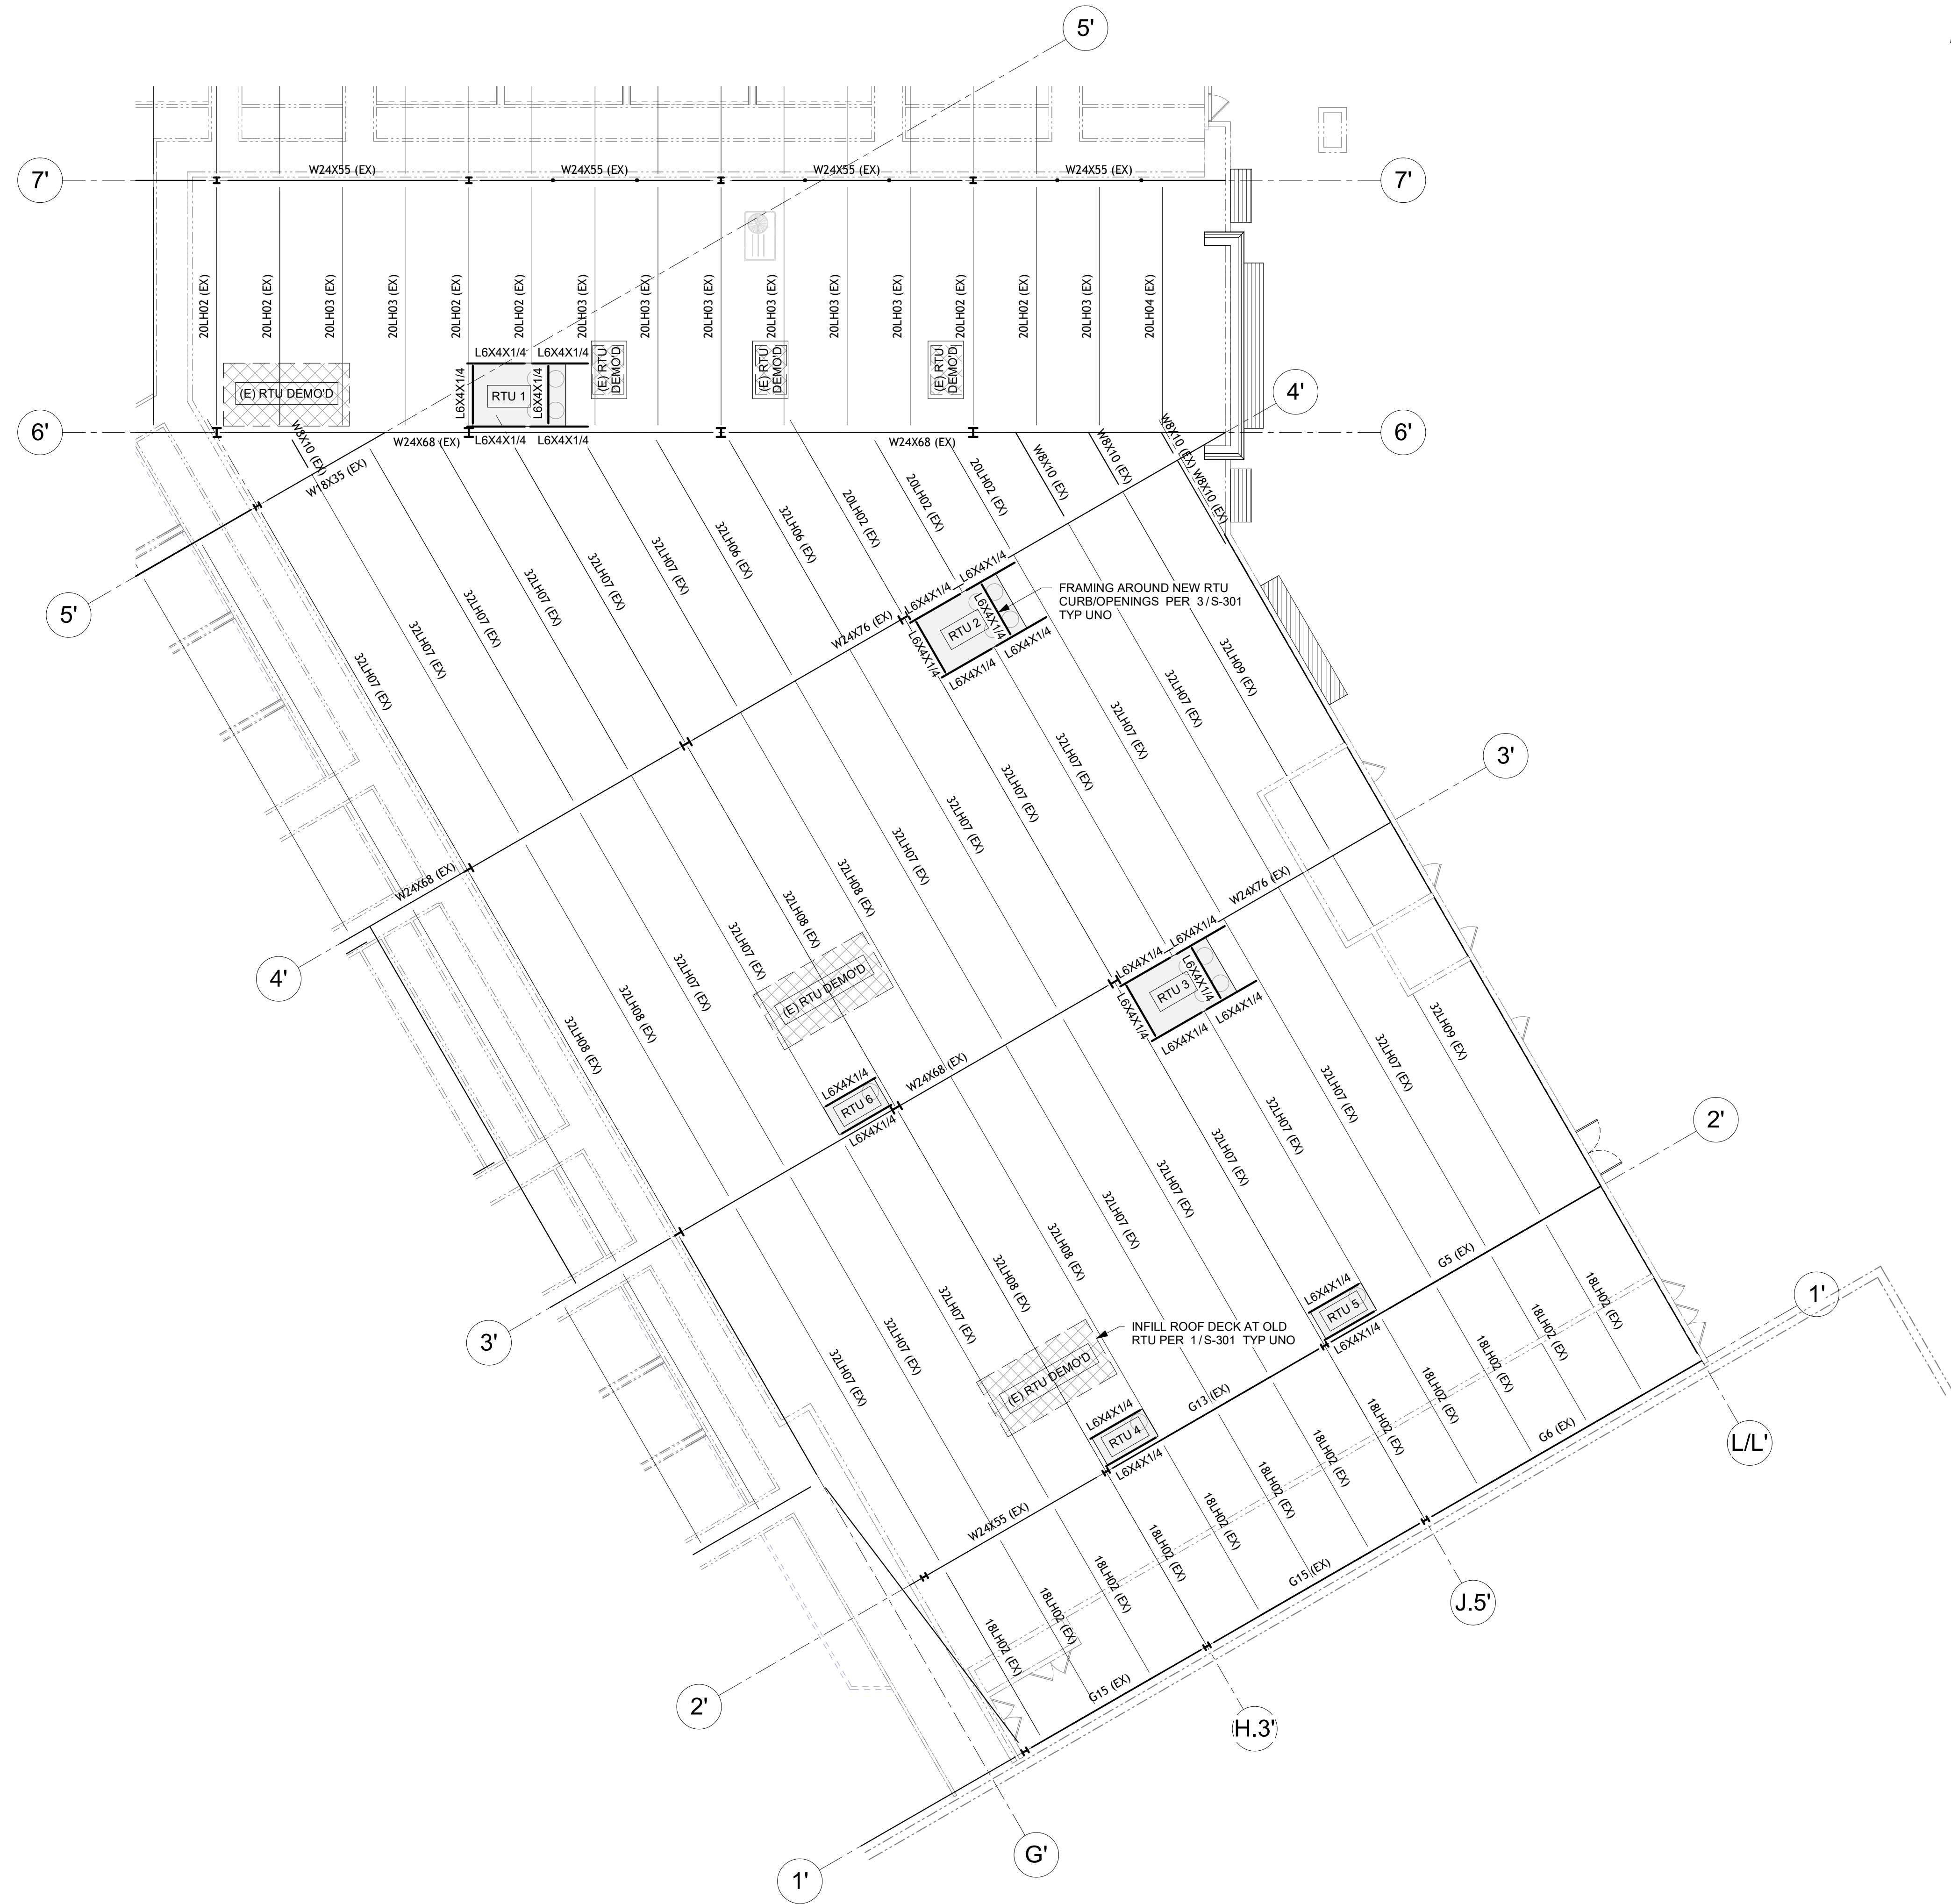 5'
7'
W24X55 (EX)
W24X55 (EX)
W24X55 (EX)
W24X55 (EX)
7'
20LH02 (EX)
20LH02 (EX)
20LH03 (EX)
20LH03 (EX)
20LH02 (EX)
20LH02 (EX)
20LH03 (EX)
20LH03 (EX)
20LH03 (EX)
20LH03 (EX)
20LH03 (EX)
20LH03 (EX)
20LH02 (EX)
20LH02 (EX)
20LH03 (EX)
20LH04 (EX)
L6X4X1/4
L6X4X1/4
(E) RTU
DEMO'D
(E) RTU
DEMO'D
(E) RTU
DEMO'D
(E) RTU DEMO'D
L6X4X1/4
RTU 1
L6X4X1/4
4'
6'
W24X68 (EX)
L6X4X1/4
L6X4X1/4
W24X68 (EX)
6'
W8X10 (EX)
W18X35 (EX)
W8X10 (EX)
W8X10 (EX)
W8X10 (EX)
W8X10 (EX)
20LH02 (EX)
20LH02 (EX)
20LH02 (EX)
32LH06 (EX)
32LH06 (EX)
32LH07 (EX)
32LH07 (EX)
32LH07 (EX)
32LH07 (EX)
32LH07 (EX)
32LH07 (EX)
5'
L6X4X1/4
L6X4X1/4
L6X4X1/4
RTU 2
L6X4X1/4
L6X4X1/4
L6X4X1/4
FRAMING AROUND NEW RTU
CURB/OPENINGS PER 3/S-301
TYP UNO
W24X76 (EX)
32LH09 (EX)
32LH07 (EX)
32LH07 (EX)
32LH07 (EX)
32LH07 (EX)
32LH07 (EX)
32LH07 (EX)
32LH08 (EX)
32LH08 (EX)
32LH07 (EX)
32LH07 (EX)
32LH08 (EX)
32LH08 (EX)
3'
W24X68 (EX)
4'
W24X76 (EX)
(E) RTU DEMO'D
L6X4X1/4
L6X4X1/4
L6X4X1/4
RTU 3
L6X4X1/4
L6X4X1/4
L6X4X1/4
L6X4X1/4
RTU 6
L6X4X1/4
W24X68 (EX)
32LH09 (EX)
32LH07 (EX)
32LH07 (EX)
32LH07 (EX)
32LH07 (EX)
32LH07 (EX)
32LH07 (EX)
32LH08 (EX)
32LH08 (EX)
32LH07 (EX)
32LH07 (EX)
32LH07 (EX)
2'
3'
G5 (EX)
1'
L6X4X1/4
RTU 5
L6X4X1/4
INFILL ROOF DECK AT OLD
RTU PER 1/S-301 TYP UNO
(E) RTU DEMO'D
L6X4X1/4
RTU 4
L6X4X1/4
G13 (EX)
W24X55 (EX)
18LH02 (EX)
18LH02 (EX)
18LH02 (EX)
18LH02 (EX)
18LH02 (EX)
18LH02 (EX)
18LH02 (EX)
18LH02 (EX)
18LH02 (EX)
18LH02 (EX)
18LH02 (EX)
18LH02 (EX)
G6 (EX)
L/L'
G15 (EX)
J.5'
G15 (EX)
2'
H.3'
G'
1'